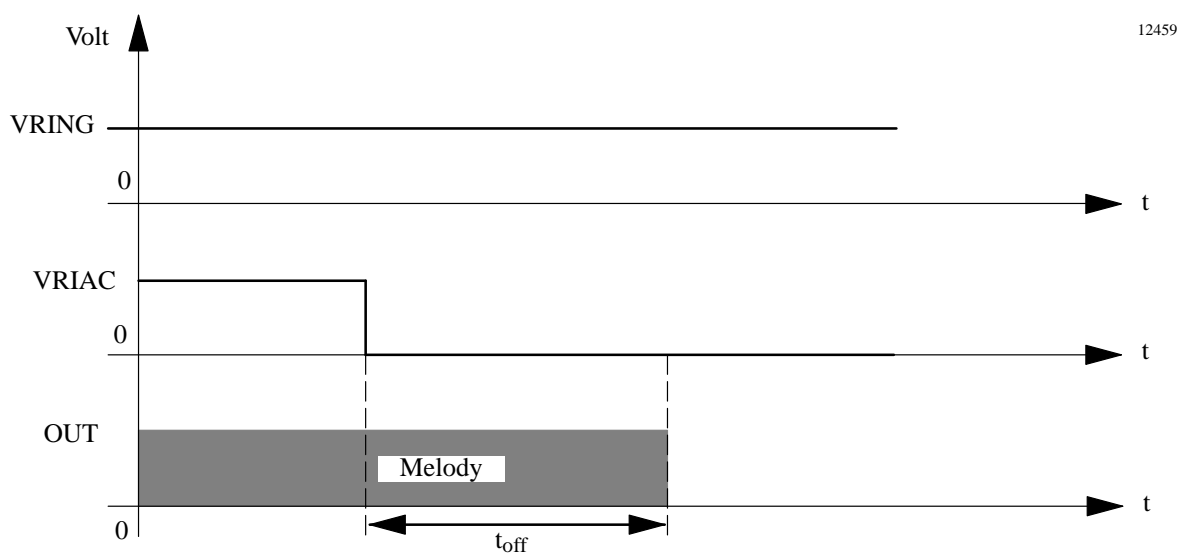 Volt
12459
VRING
0
t
VRIAC
0
t
OUT
Melody
t
0
toff